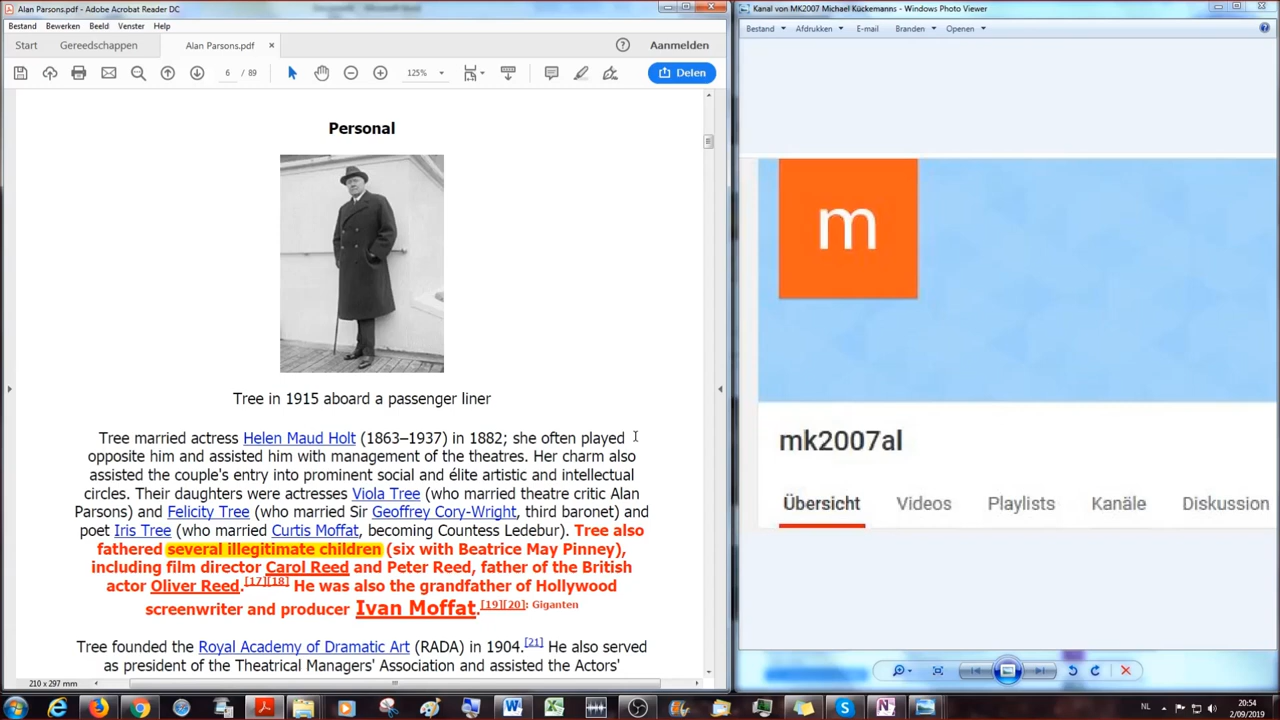 Alan Parsons.pdf - Adobe Acrobat Reader DC
Bestand Bewerken Beeld Venster Help
Start Gereedschappen Alan Parsons.pdf × Aanmelden
6 / 89 125% Delen
Personal
Tree in 1915 aboard a passenger liner
Tree married actress Helen Maud Holt (1863–1937) in 1882; she often played
opposite him and assisted him with management of the theatres. Her charm also
assisted the couple's entry into prominent social and élite artistic and intellectual
circles. Their daughters were actresses Viola Tree (who married theatre critic Alan
Parsons) and Felicity Tree (who married Sir Geoffrey Cory-Wright, third baronet) and
poet Iris Tree (who married Curtis Moffat, becoming Countess Ledebur). Tree also
fathered several illegitimate children (six with Beatrice May Pinney),
including film director Carol Reed and Peter Reed, father of the British
actor Oliver Reed.[17][18] He was also the grandfather of Hollywood
screenwriter and producer Ivan Moffat.[19][20]: Giganten
Tree founded the Royal Academy of Dramatic Art (RADA) in 1904.[21] He also served
as president of the Theatrical Managers' Association and assisted the Actors'
210 x 297 mm
Kanal von MK2007 Michael Kückemanns - Windows Photo Viewer
Bestand Afdrukken E-mail Branden Openen
m
mk2007al
Übersicht Videos Playlists Kanäle Diskussion
NL 20:54
2/09/2019